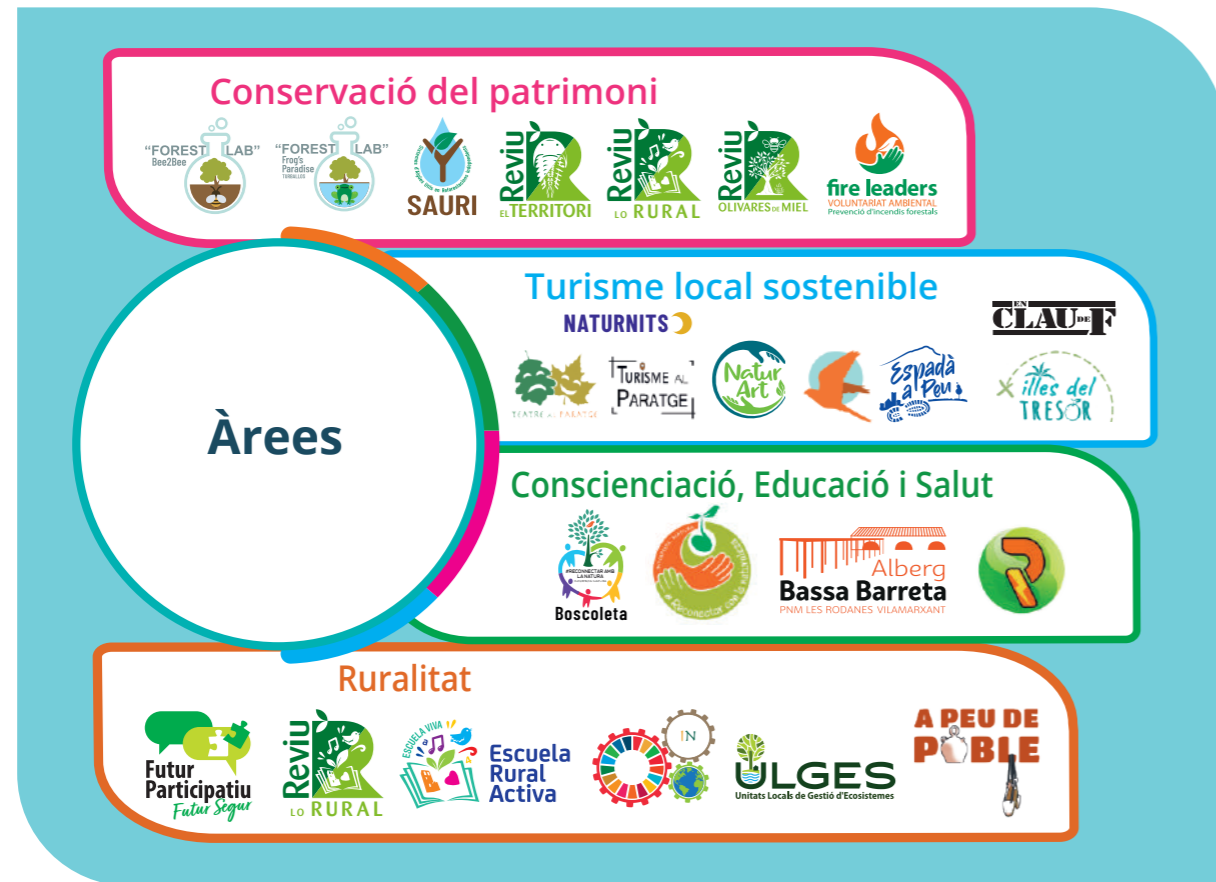 Conservació del patrimoni
"FOREST LAB"
Bee2Bee
"FOREST LAB"
Frog's
Paradise
SAURI
Reviu
EL TERRITORI
Reviu
LO RURAL
Reviu
OLIVARES DE MIEL
fire leaders
VOLUNTARIAT AMBIENTAL
Prevenció d'incendis forestals
Àrees
Turisme local sostenible
NATURNITS
EN
CLAU DE F
TEATRE AL PARATGE
TURISME AL
PARATGE
Natur
Art
Espadà
a Peu
illes del
TRESOR
Conscienciació, Educació i Salut
#RECONNECTAR AMB
LA NATURA
Boscoleta
Alberg
Bassa Barreta
PNM LES RODANES VILAMARXANT
Ruralitat
Futur
Participatiu
Futur Segur
Reviu
LO RURAL
ESCUELA VIVA
Escuela
Rural
Activa
IN
ULGES
Unitats Locals de Gestió d'Ecosistemes
A PEU DE
POBLE